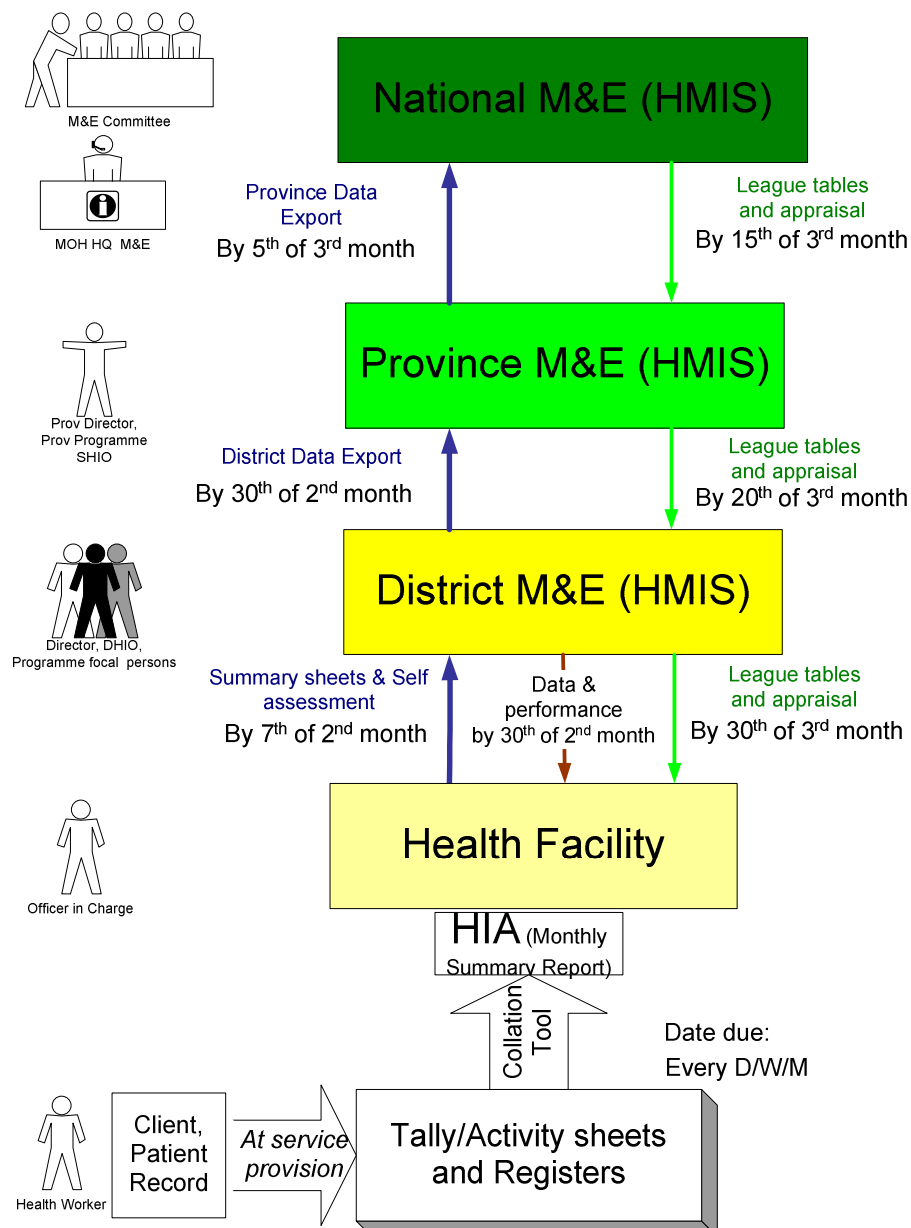 M&E Committee
National M&E (HMIS)
MOH HQ  M&E
Province Data
Export
By 5th of 3rd month
League tables
and appraisal
By 15th of 3rd month
Province M&E (HMIS)
Prov Director,
Prov Programme
SHIO
District Data Export
By 30th of 2nd month
League tables
and appraisal
By 20th of 3rd month
District M&E (HMIS)
Director, DHIO,
Programme focal persons
Summary sheets & Self
assessment
By 7th of 2nd month
Data &
performance
by 30th of 2nd month
League tables
and appraisal
By 30th of 3rd month
Health Facility
Officer in Charge
HIA (Monthly
Summary Report)
Collation
Tool
Date due:
Every D/W/M
Health Worker
Client,
Patient
Record
At service
provision
Tally/Activity sheets
and Registers